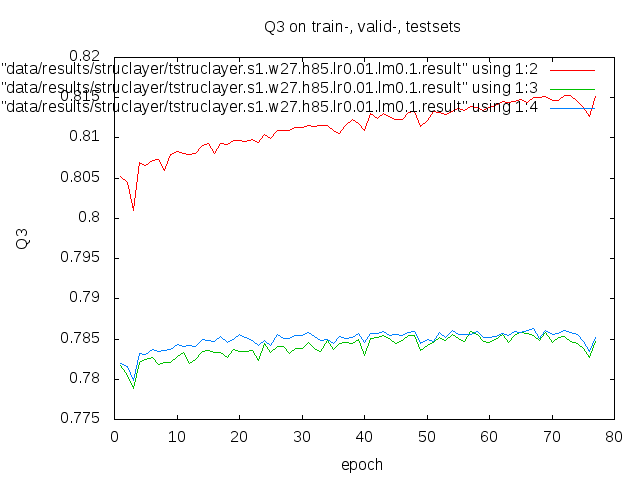 Q3 on train-, valid-, testsets
0.82
"data/results/struclayer/tstruclayer.s1.w27.h85.lr0.01.lm0.1.result" using 1:2
"data/results/struclayer/tstruclayer.s1.w27.h85.lr0.01.lm0.1.result" using 1:3
0.815
"data/results/struclayer/tstruclayer.s1.w27.h85.lr0.01.lm0.1.result" using 1:4
0.81
0.805
0.8
Q3
0.795
0.79
0.785
0.78
0.775
0 10 20 30 40 50 60 70 80
epoch